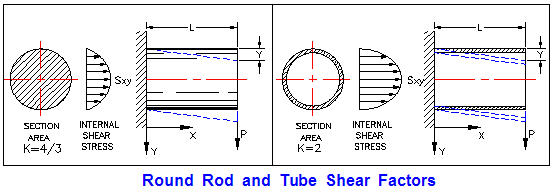 L
Y
Sxy
SECTION
AREA
K=4/3
INTERNAL
SHEAR
STRESS
X
Y
P
L
Y
Sxy
SECTION
AREA
K=2
INTERNAL
SHEAR
STRESS
X
Y
P
Round Rod and Tube Shear Factors